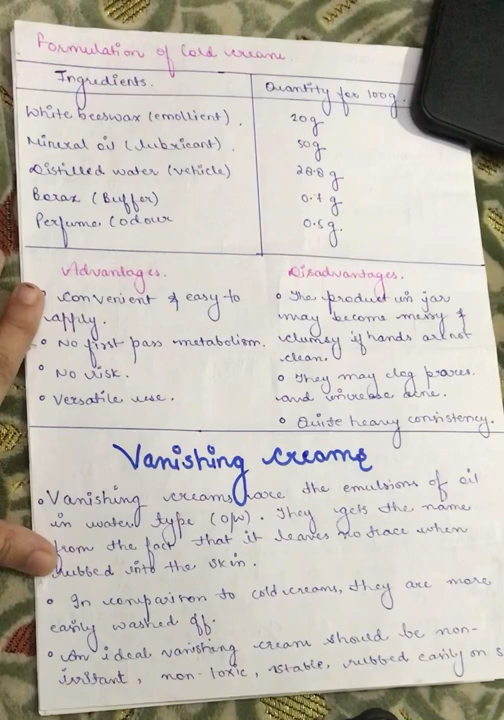 Formulation of Cold creams.
Ingredients. Quantity for 100g.
White beeswax (emollient). 20g
Mineral oil (lubricant). 50g
Distilled water (vehicle) 28.8 g
Borax (Buffer) 0.7 g
Perfume (odour 0.5g.
Advantages.
• Convenient & easy to
apply.
• No first pass metabolism.
• No risk.
• Versatile use.
Disadvantages.
• The product in jar
may become messy &
clumsy if hands are not
clean.
• They may clog prores.
and increase acne.
• Quite heavy consistency.
Vanishing creams
• Vanishing creams are the emulsions of oil
in water type (O/W). They gets the name
from the fact that it leaves no trace when
rubbed into the skin.
• In comparison to cold creams, they are more
easily washed off.
• An ideal vanishing cream should be non-
irritant, non-toxic, stable, rubbed easily on